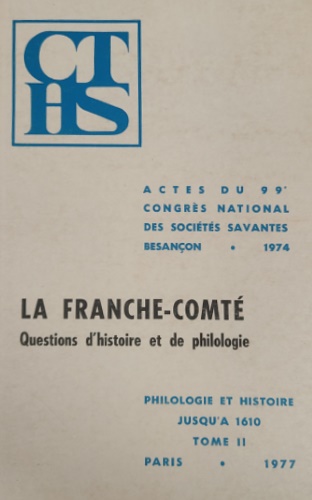 CT
HS
ACTES DU 99e
CONGRÈS NATIONAL
DES SOCIÉTÉS SAVANTES
BESANÇON • 1974
LA FRANCHE-COMTÉ
Questions d'histoire et de philologie
PHILOLOGIE ET HISTOIRE
JUSQU'A 1610
TOME II
PARIS • 1977